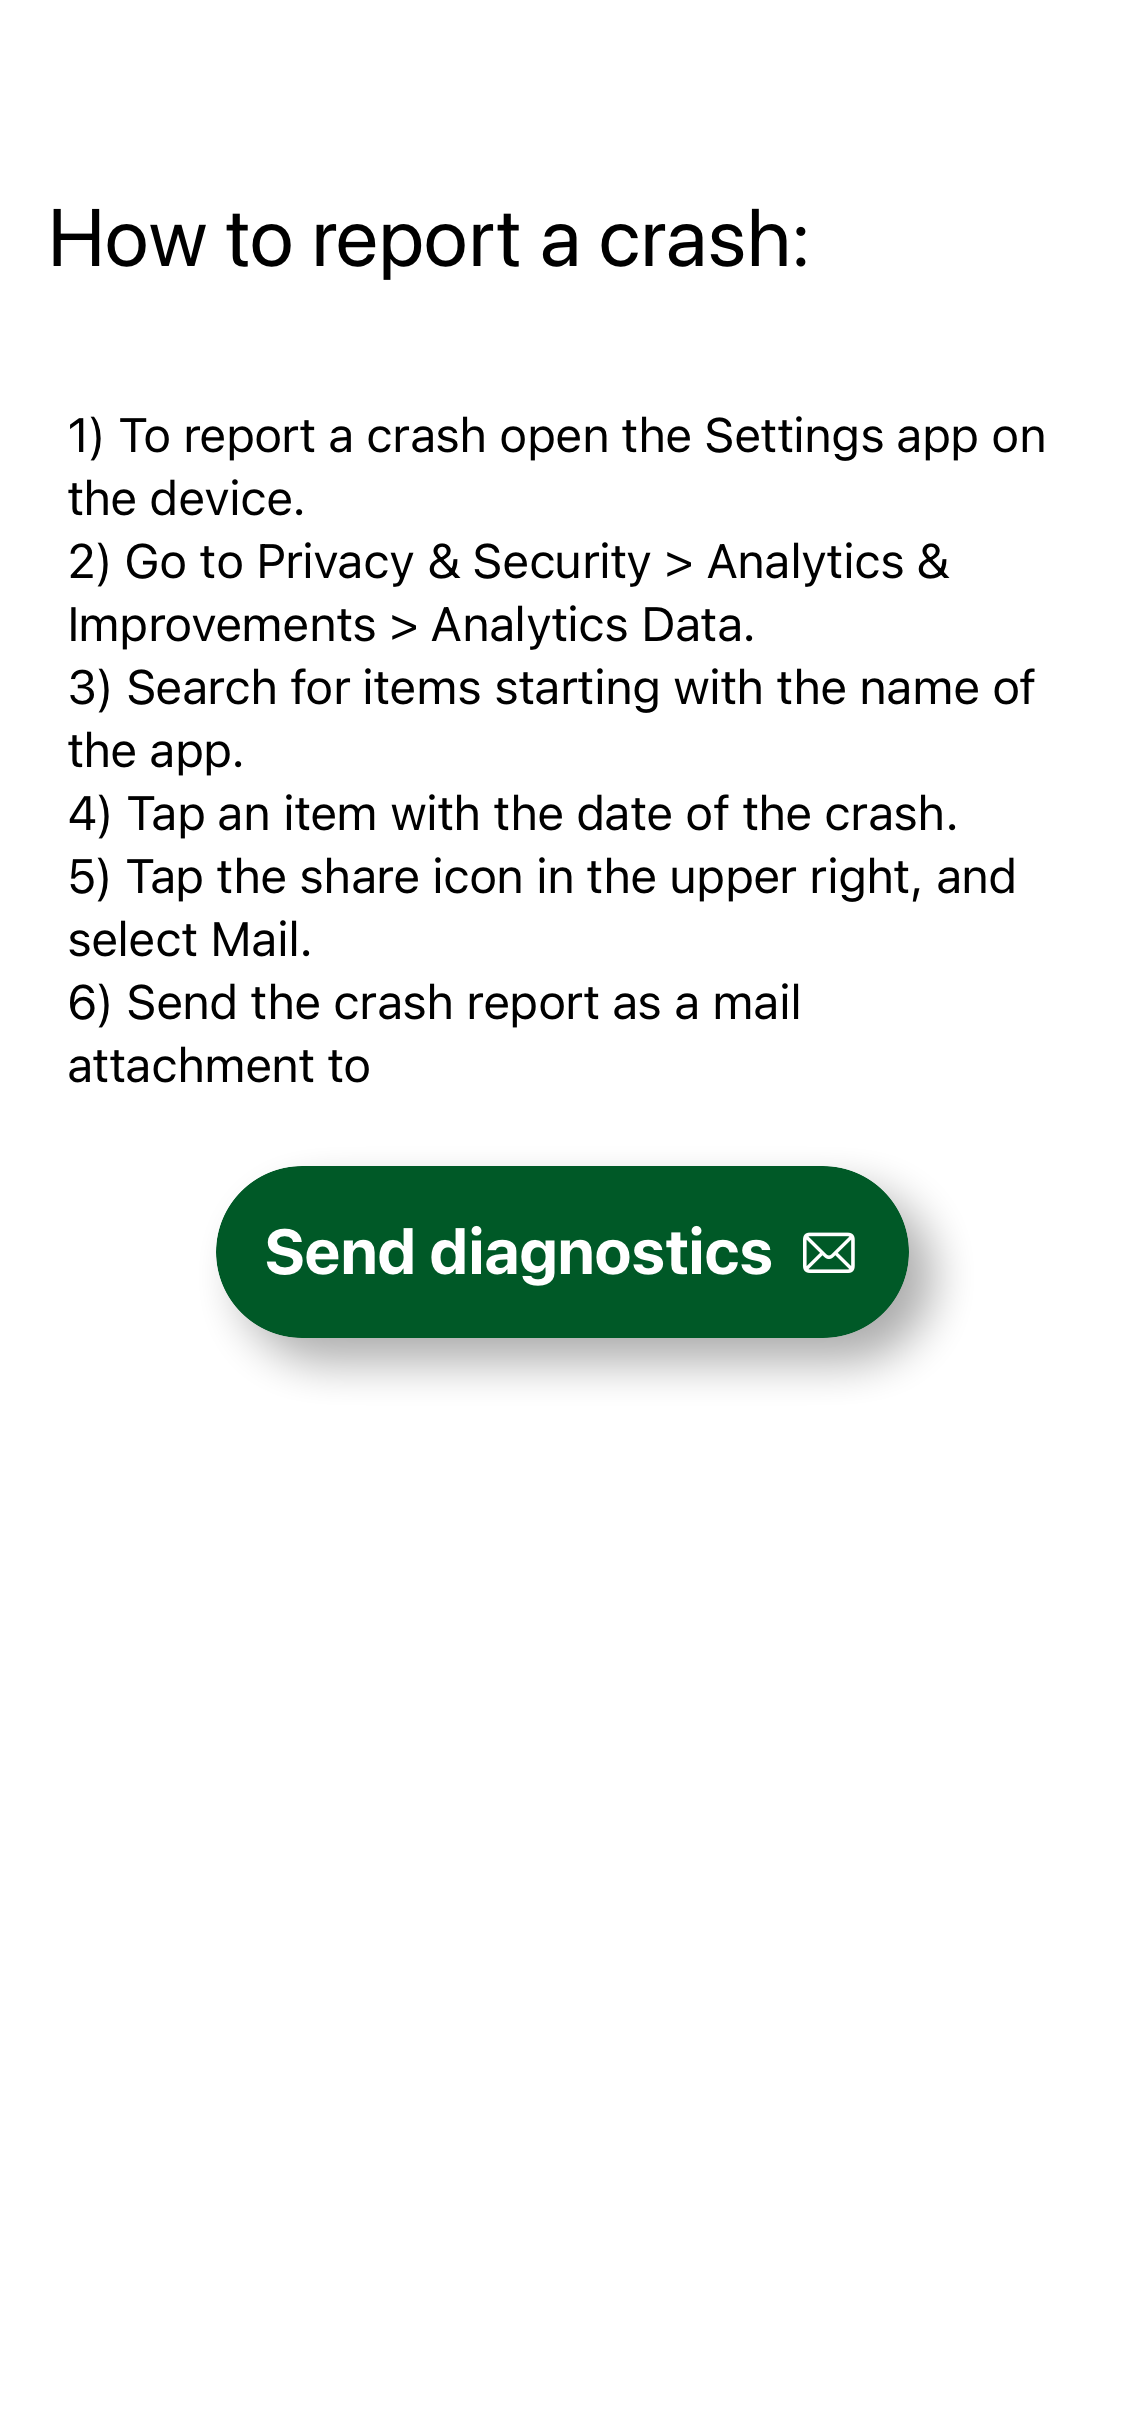 How to report a crash:
1) To report a crash open the Settings app on
the device.
2) Go to Privacy & Security > Analytics &
Improvements > Analytics Data.
3) Search for items starting with the name of
the app.
4) Tap an item with the date of the crash.
5) Tap the share icon in the upper right, and
select Mail.
6) Send the crash report as a mail
attachment to
Send diagnostics